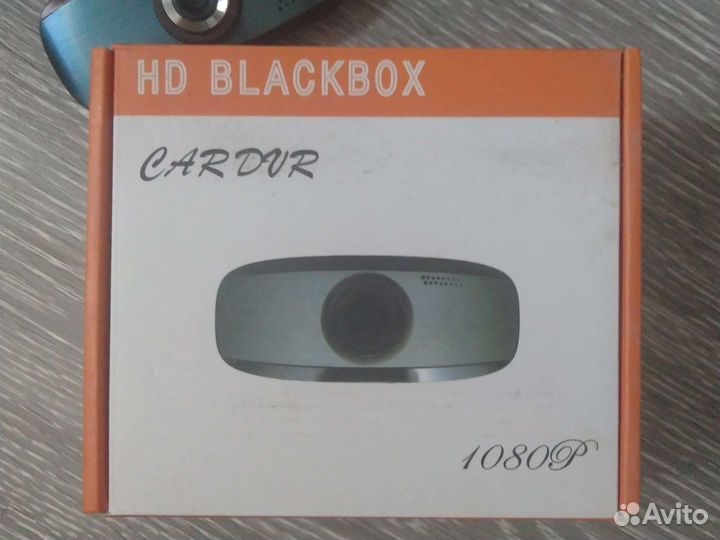 HD BLACKBOX
CAR DVR
1080P
Avito